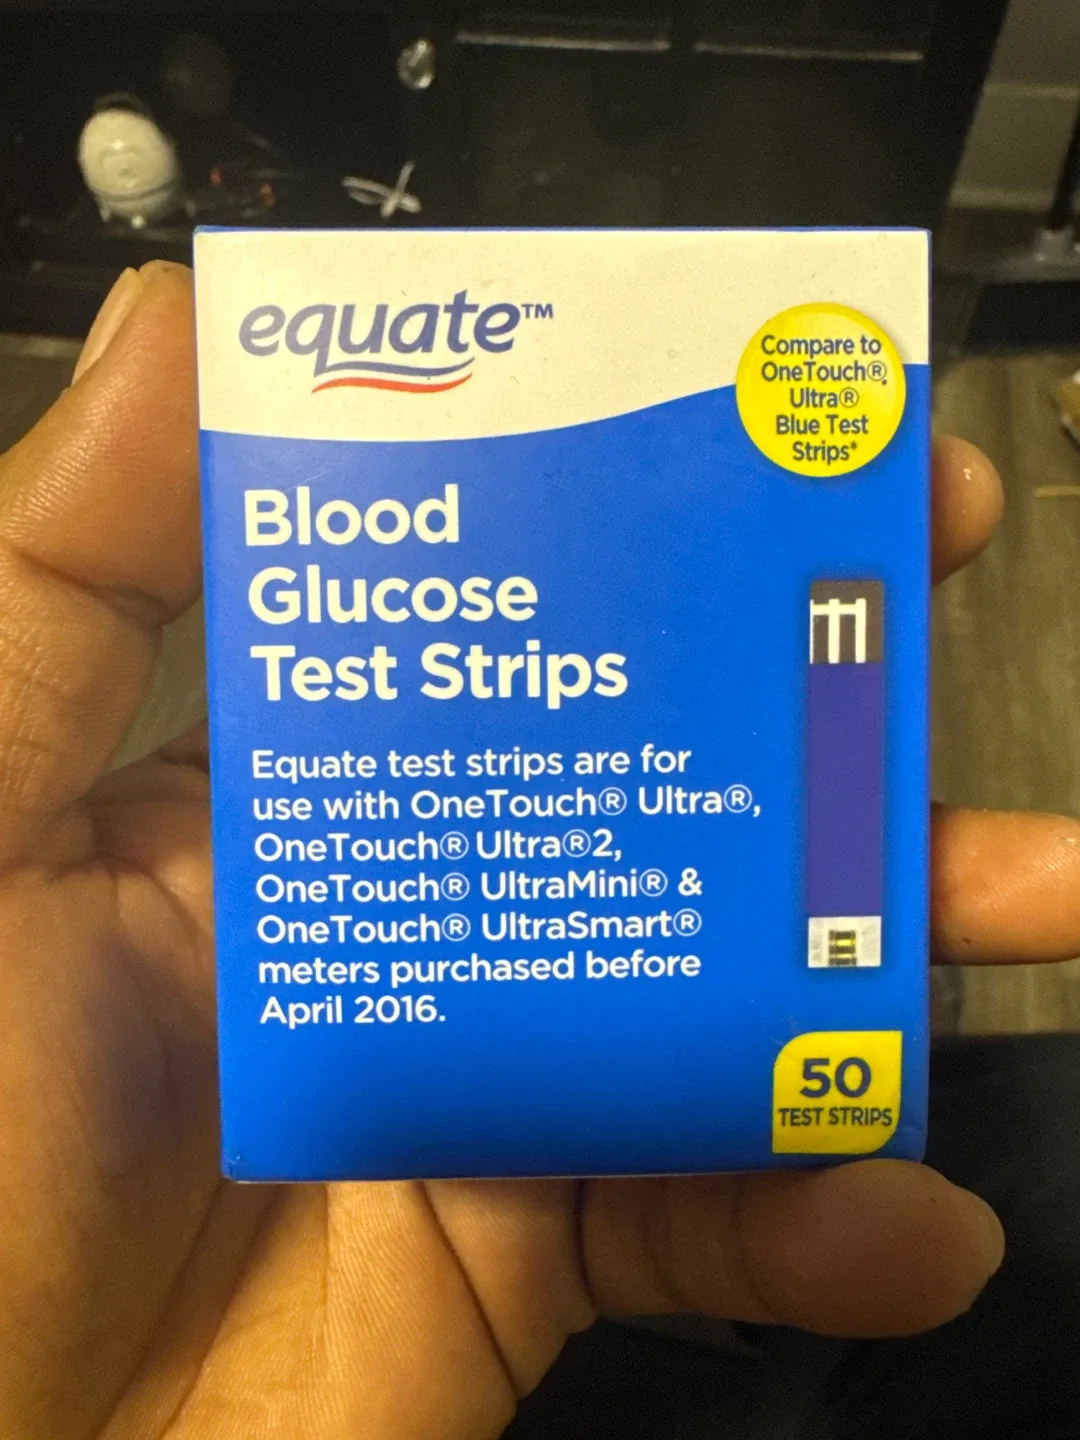 equate™
Compare to
OneTouch®,
Ultra®
Blue Test
Strips*
Blood
Glucose
Test Strips
Equate test strips are for
use with OneTouch® Ultra®,
OneTouch® Ultra®2,
OneTouch® UltraMini® &
OneTouch® UltraSmart®
meters purchased before
April 2016.
50
TEST STRIPS